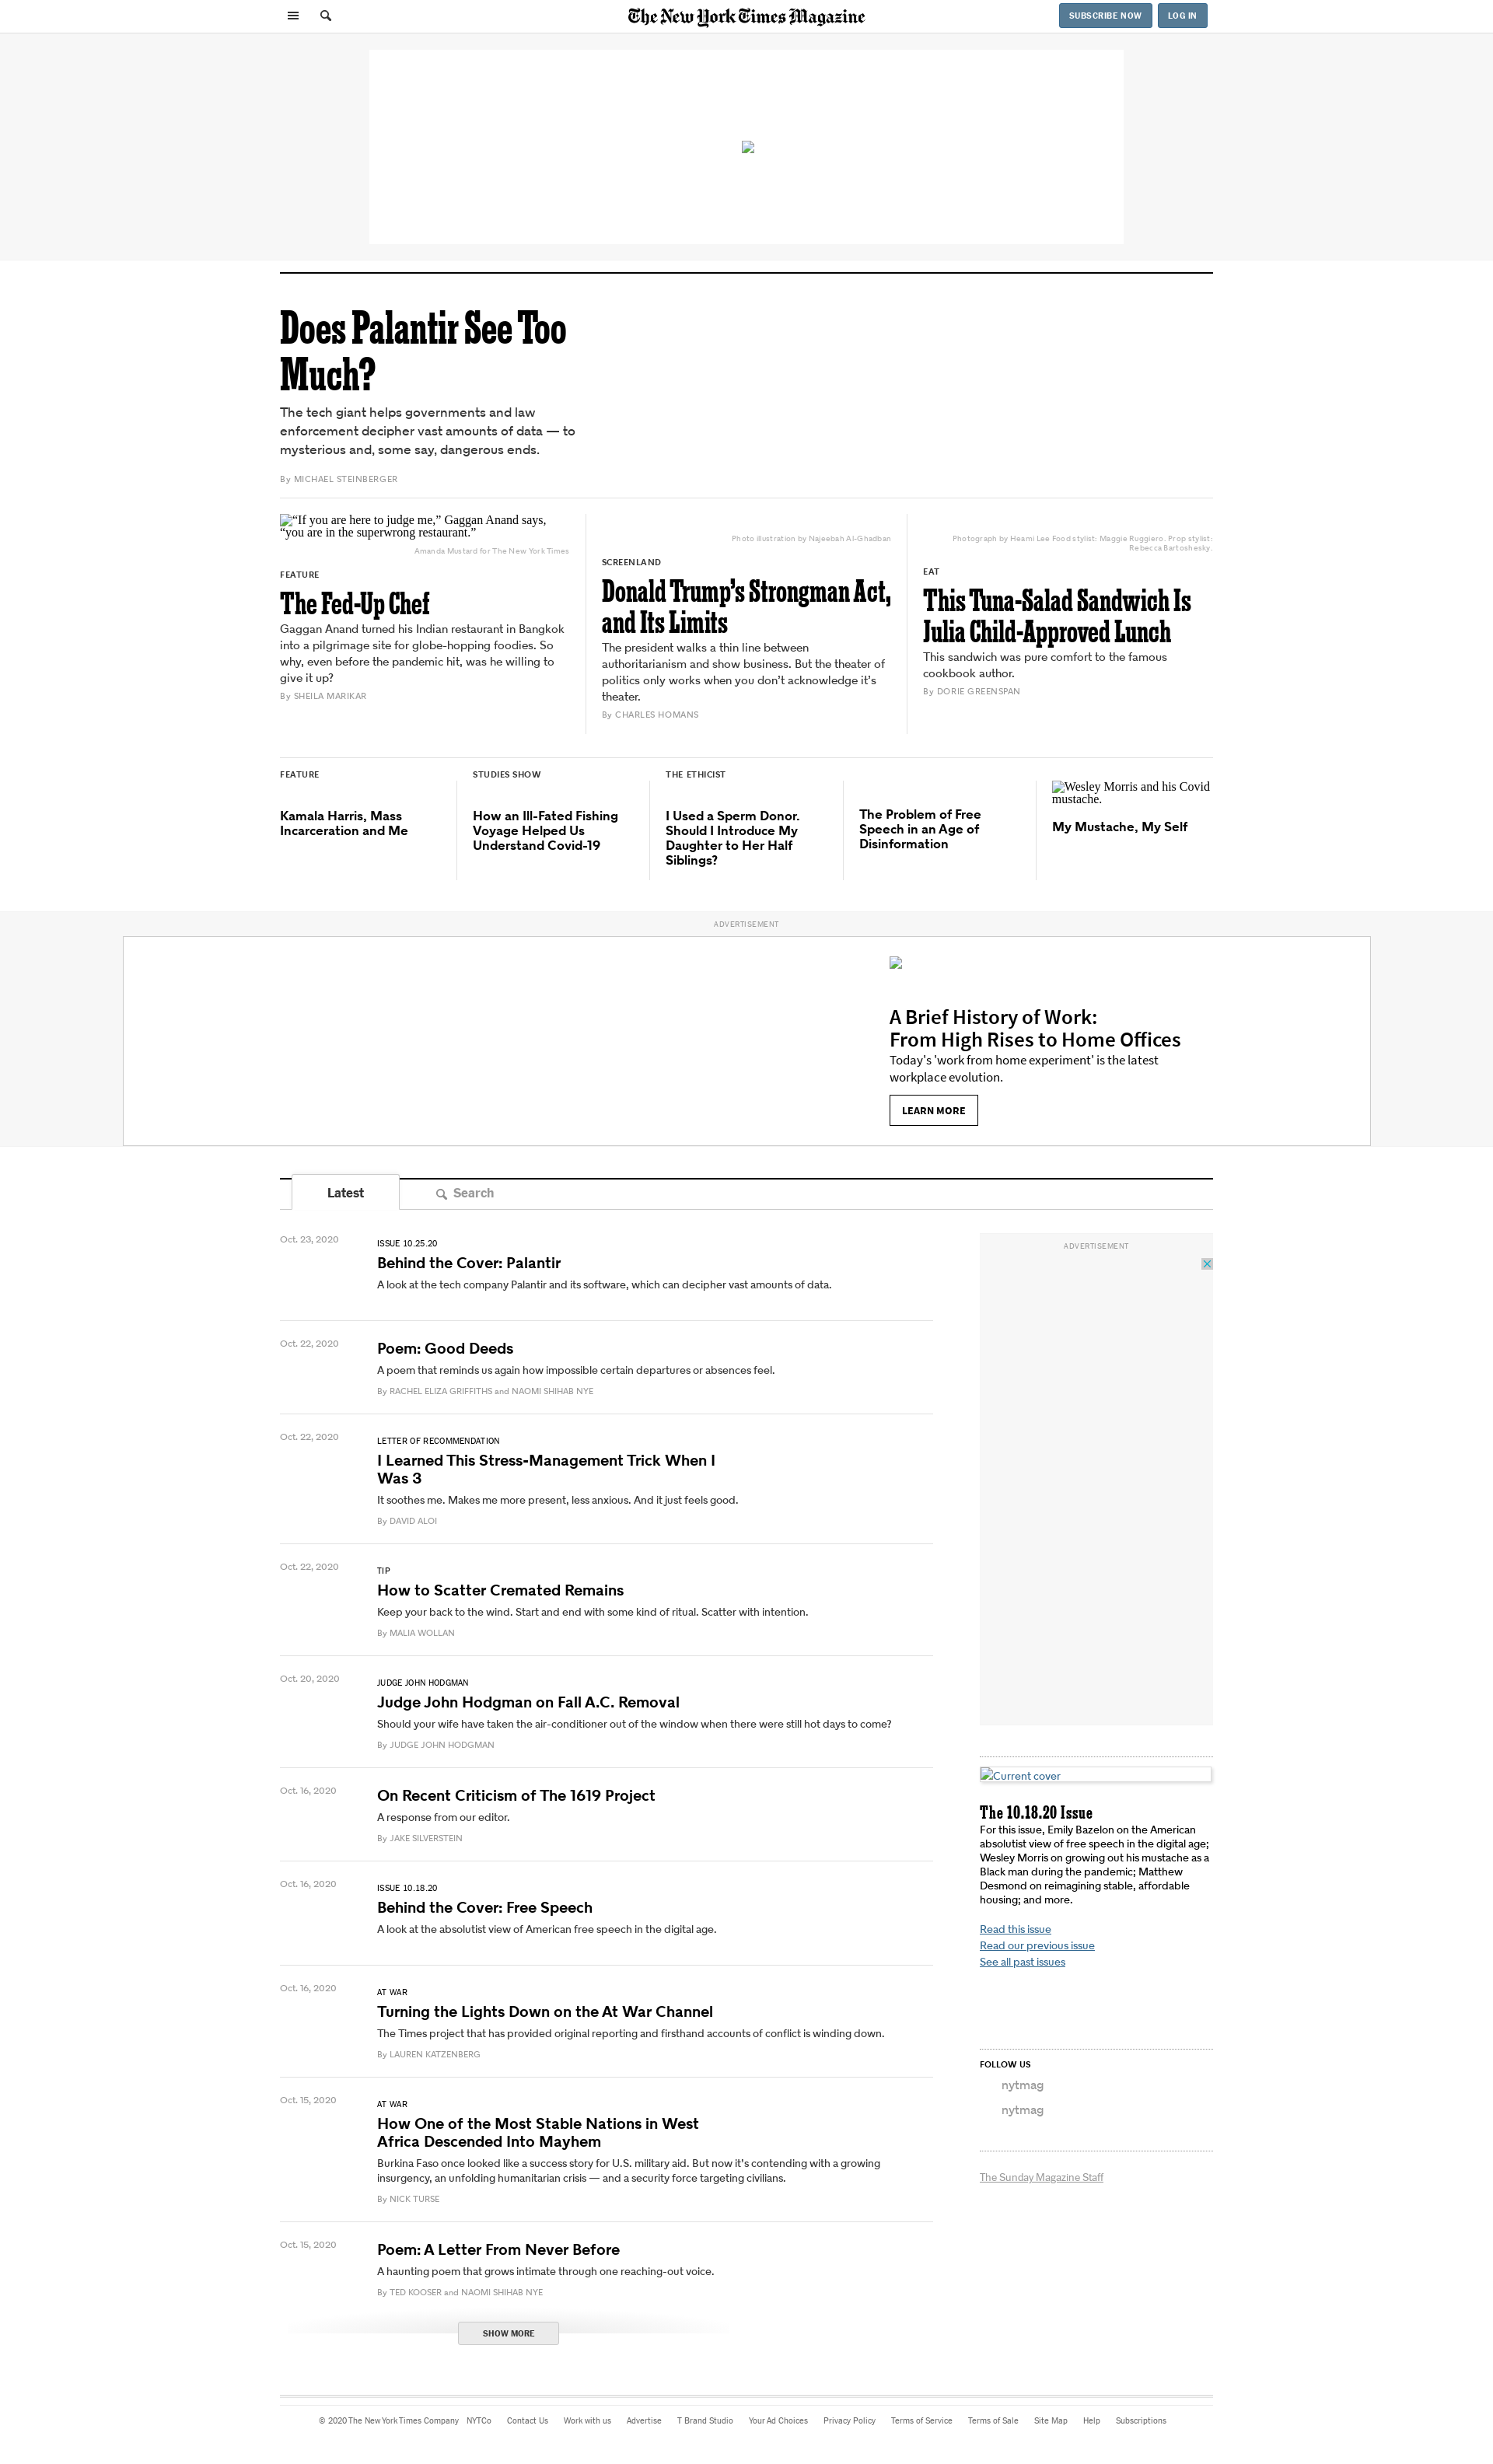 The New York Times Magazine
SUBSCRIBE NOW
LOG IN
Does Palantir See Too
Much?
The tech giant helps governments and law
enforcement decipher vast amounts of data — to
mysterious and, some say, dangerous ends.
By MICHAEL STEINBERGER
“If you are here to judge me,” Gaggan Anand says,
“you are in the superwrong restaurant.”
Amanda Mustard for The New York Times
FEATURE
The Fed-Up Chef
Gaggan Anand turned his Indian restaurant in Bangkok
into a pilgrimage site for globe-hopping foodies. So
why, even before the pandemic hit, was he willing to
give it up?
By SHEILA MARIKAR
Photo illustration by Najeebah Al-Ghadban
SCREENLAND
Donald Trump’s Strongman Act,
and Its Limits
The president walks a thin line between
authoritarianism and show business. But the theater of
politics only works when you don’t acknowledge it’s
theater.
By CHARLES HOMANS
Photograph by Heami Lee Food stylist: Maggie Ruggiero. Prop stylist:
Rebecca Bartoshesky.
EAT
This Tuna-Salad Sandwich Is
Julia Child-Approved Lunch
This sandwich was pure comfort to the famous
cookbook author.
By DORIE GREENSPAN
FEATURE
Kamala Harris, Mass
Incarceration and Me
STUDIES SHOW
How an Ill-Fated Fishing
Voyage Helped Us
Understand Covid-19
THE ETHICIST
I Used a Sperm Donor.
Should I Introduce My
Daughter to Her Half
Siblings?
The Problem of Free
Speech in an Age of
Disinformation
Wesley Morris and his Covid
mustache.
My Mustache, My Self
ADVERTISEMENT
A Brief History of Work:
From High Rises to Home Offices
Today's 'work from home experiment' is the latest
workplace evolution.
LEARN MORE
Latest
Search
Oct. 23, 2020
ISSUE 10.25.20
Behind the Cover: Palantir
A look at the tech company Palantir and its software, which can decipher vast amounts of data.
Oct. 22, 2020
Poem: Good Deeds
A poem that reminds us again how impossible certain departures or absences feel.
By RACHEL ELIZA GRIFFITHS and NAOMI SHIHAB NYE
Oct. 22, 2020
LETTER OF RECOMMENDATION
I Learned This Stress-Management Trick When I
Was 3
It soothes me. Makes me more present, less anxious. And it just feels good.
By DAVID ALOI
Oct. 22, 2020
TIP
How to Scatter Cremated Remains
Keep your back to the wind. Start and end with some kind of ritual. Scatter with intention.
By MALIA WOLLAN
Oct. 20, 2020
JUDGE JOHN HODGMAN
Judge John Hodgman on Fall A.C. Removal
Should your wife have taken the air-conditioner out of the window when there were still hot days to come?
By JUDGE JOHN HODGMAN
Oct. 16, 2020
On Recent Criticism of The 1619 Project
A response from our editor.
By JAKE SILVERSTEIN
Oct. 16, 2020
ISSUE 10.18.20
Behind the Cover: Free Speech
A look at the absolutist view of American free speech in the digital age.
Oct. 16, 2020
AT WAR
Turning the Lights Down on the At War Channel
The Times project that has provided original reporting and firsthand accounts of conflict is winding down.
By LAUREN KATZENBERG
Oct. 15, 2020
AT WAR
How One of the Most Stable Nations in West
Africa Descended Into Mayhem
Burkina Faso once looked like a success story for U.S. military aid. But now it’s contending with a growing
insurgency, an unfolding humanitarian crisis — and a security force targeting civilians.
By NICK TURSE
Oct. 15, 2020
Poem: A Letter From Never Before
A haunting poem that grows intimate through one reaching-out voice.
By TED KOOSER and NAOMI SHIHAB NYE
SHOW MORE
ADVERTISEMENT
Current cover
The 10.18.20 Issue
For this issue, Emily Bazelon on the American
absolutist view of free speech in the digital age;
Wesley Morris on growing out his mustache as a
Black man during the pandemic; Matthew
Desmond on reimagining stable, affordable
housing; and more.
Read this issue
Read our previous issue
See all past issues
FOLLOW US
nytmag
nytmag
The Sunday Magazine Staff
© 2020 The New York Times Company NYTCo Contact Us Work with us Advertise T Brand Studio Your Ad Choices Privacy Policy Terms of Service Terms of Sale Site Map Help Subscriptions